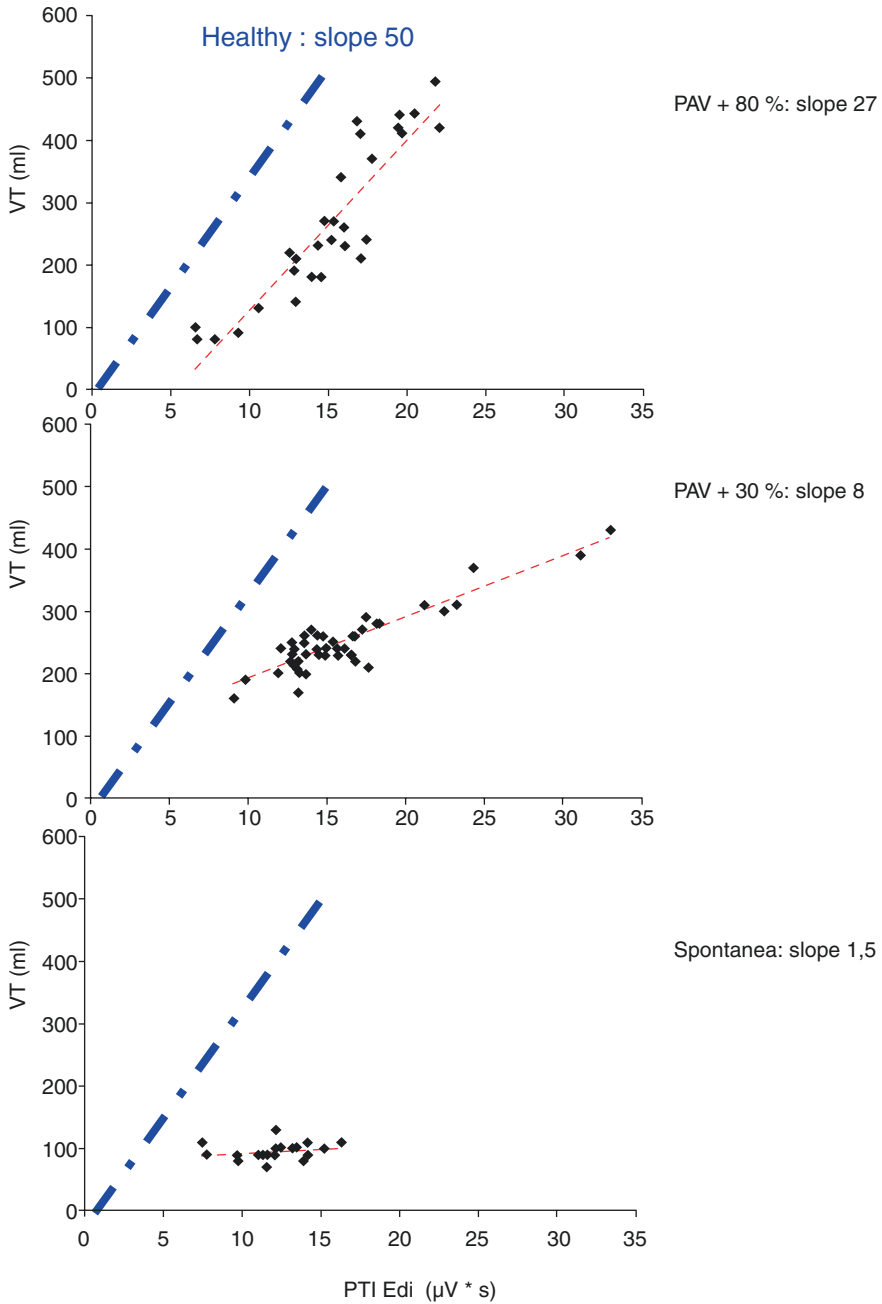 600
Healthy : slope 50
500
PAV + 80 %: slope 27
400
VT (ml)
300
200
100
0
0 5 10 15 20 25 30 35
600
500
PAV + 30 %: slope 8
400
VT (ml)
300
200
100
0
0 5 10 15 20 25 30 35
600
500
Spontanea: slope 1,5
400
VT (ml)
300
200
100
0
0 5 10 15 20 25 30 35
PTI Edi (µV * s)